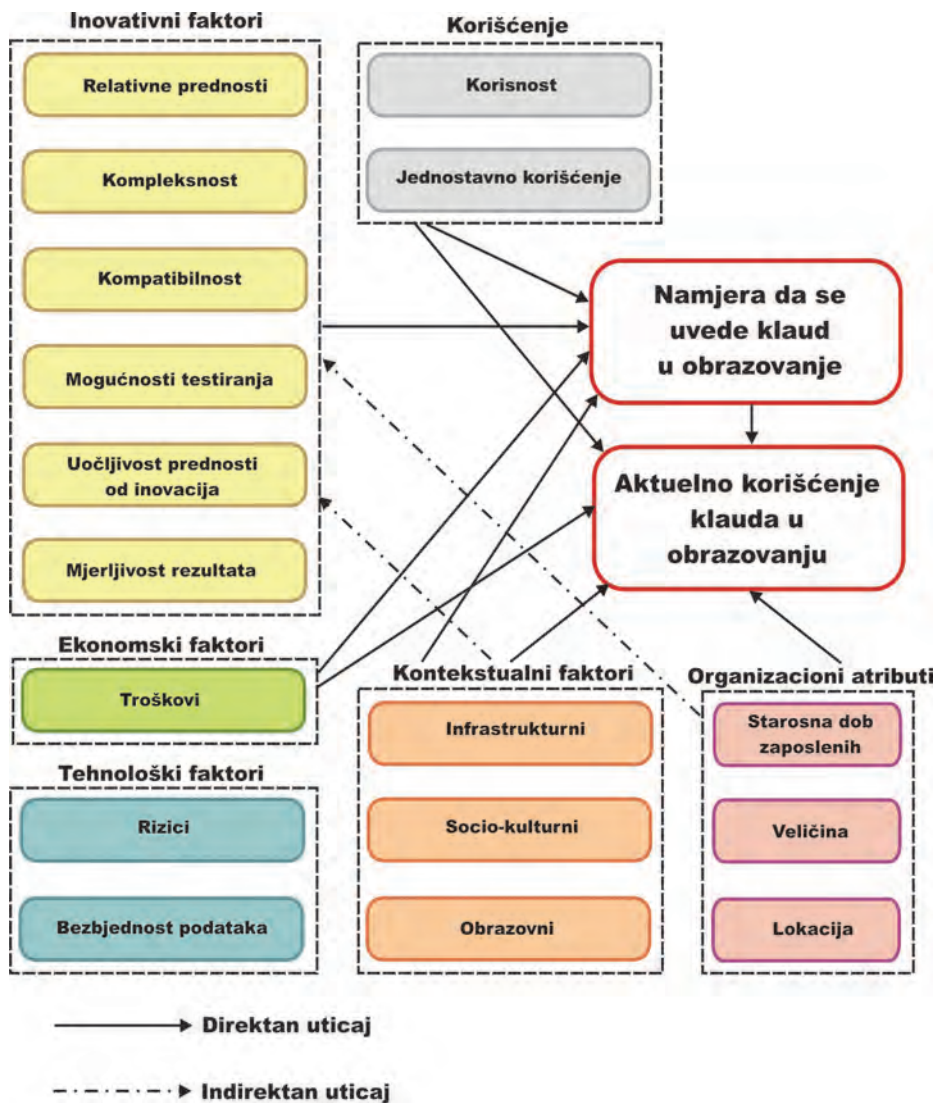 Inovativni faktori
Relativne prednosti
Kompleksnost
Kompatibilnost
Mogućnosti testiranja
Uočljivost prednosti
od inovacija
Mjerljivost rezultata
Korišćenje
Korisnost
Jednostavno korišćenje
Namjera da se
uvede klaud
u obrazovanje
Aktuelno korišćenje
klauda u
obrazovanju
Ekonomski faktori
Troškovi
Tehnološki faktori
Rizici
Bezbjednost podataka
Kontekstualni faktori
Infrastrukturni
Socio-kulturni
Obrazovni
Organizacioni atributi
Starosna dob
zaposlenih
Veličina
Lokacija
Direktan uticaj
Indirektan uticaj